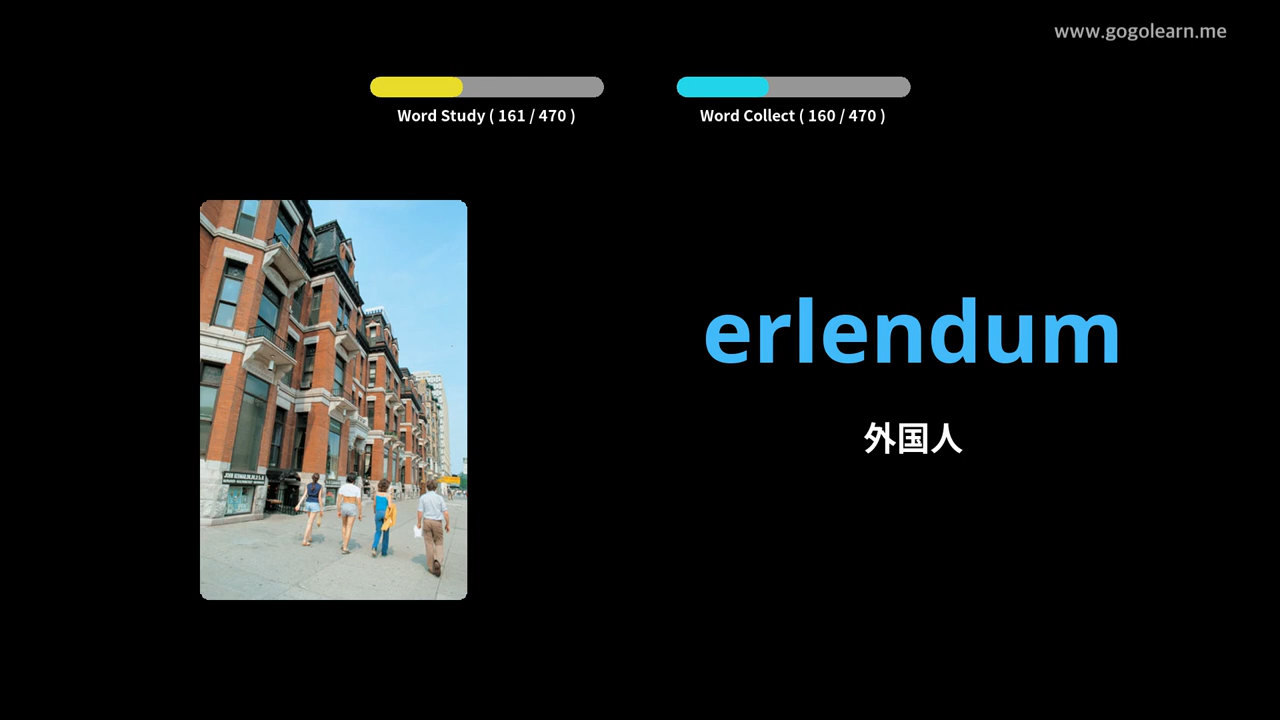 www.gogolearn.me
Word Study ( 161 / 470 )
Word Collect ( 160 / 470 )
erlendum
外国人